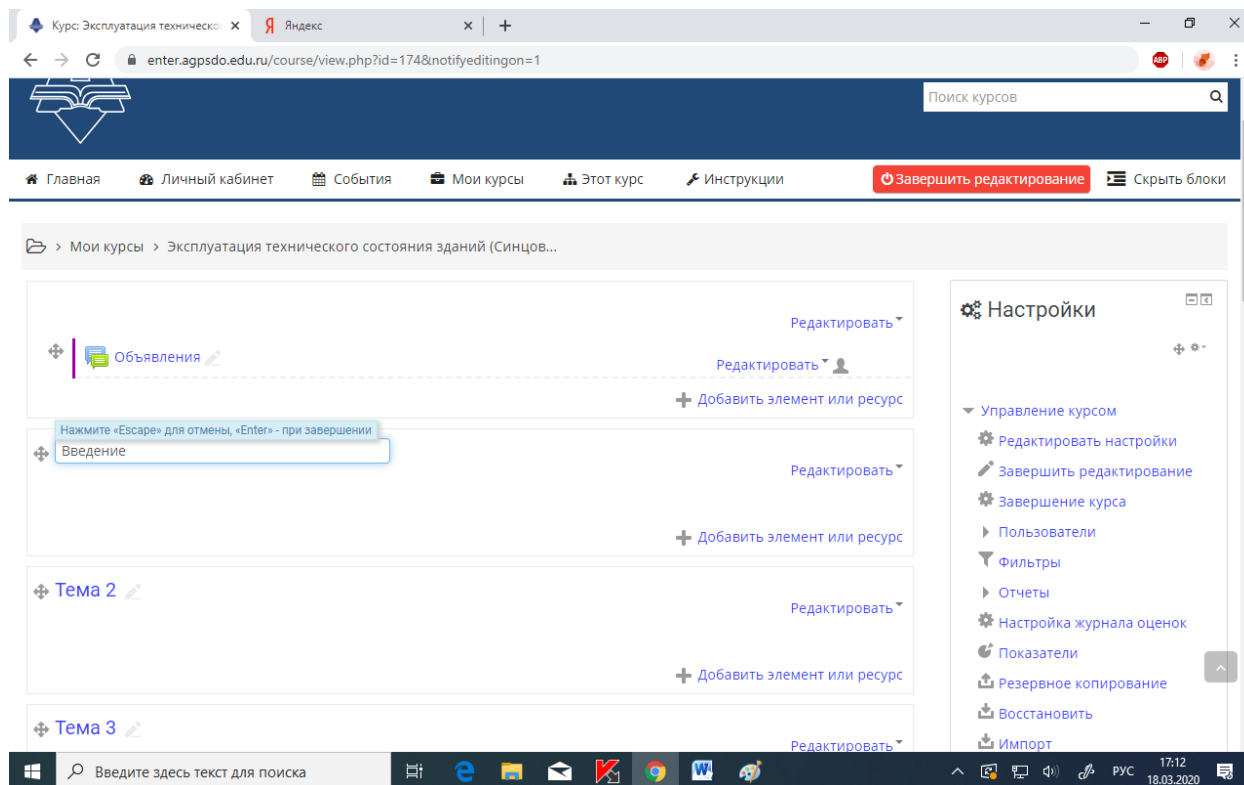 Курс: Эксплуатация техническо
Яндекс
enter.agpsdo.edu.ru/course/view.php?id=174&notifyeditingon=1
ABP
Поиск курсов
Главная Личный кабинет События Мои курсы Этот курс Инструкции Завершить редактирование Скрыть блоки
> Мои курсы > Эксплуатация технического состояния зданий (Синцов...
Редактировать
Объявления
Редактировать
Добавить элемент или ресурс
Нажмите «Escape» для отмены, «Enter» - при завершении
Введение
Редактировать
Добавить элемент или ресурс
Тема 2
Редактировать
Добавить элемент или ресурс
Тема 3
Редактировать
Настройки
Управление курсом
Редактировать настройки
Завершить редактирование
Завершение курса
Пользователи
Фильтры
Отчеты
Настройка журнала оценок
Показатели
Резервное копирование
Восстановить
Импорт
Введите здесь текст для поиска
РУС
17:12
18.03.2020